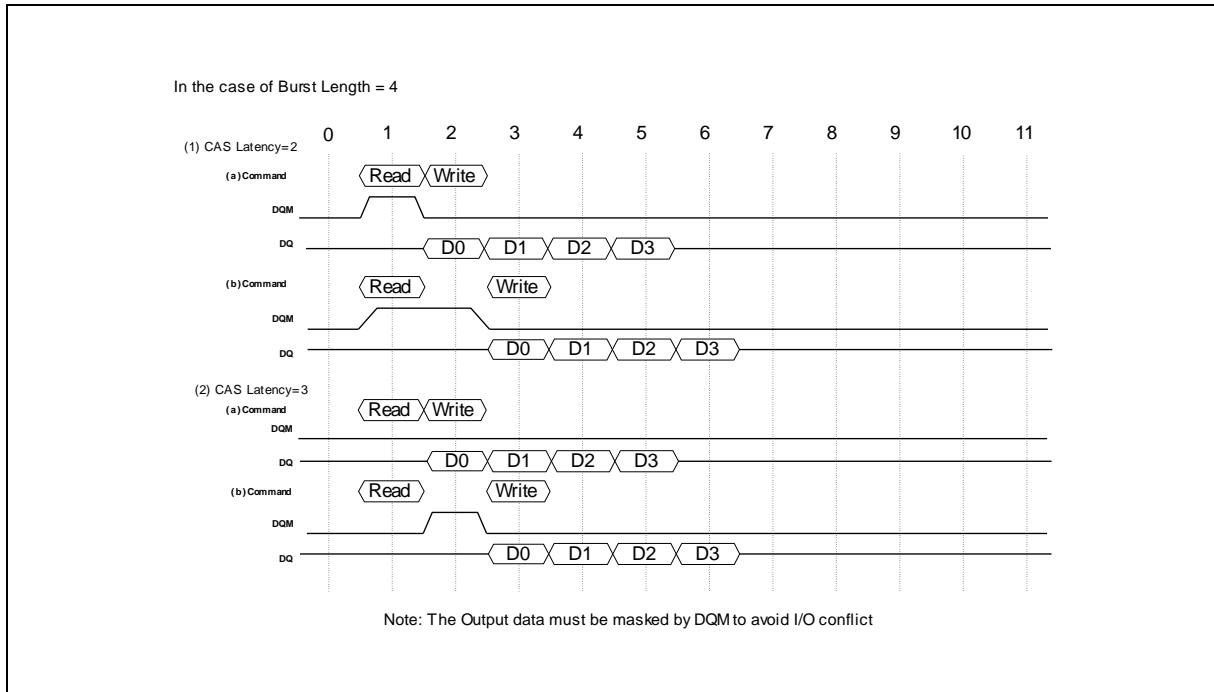 In the case of Burst Length = 4
0 1 2 3 4 5 6 7 8 9 10 11
(1) CAS Latency=2
(a)Command Read Write
DQM
DQ D0 D1 D2 D3
(b)Command Read Write
DQM
DQ D0 D1 D2 D3
(2) CAS Latency=3
(a)Command Read Write
DQM
DQ D0 D1 D2 D3
(b)Command Read Write
DQM
DQ D0 D1 D2 D3
Note: The Output data must be masked by DQM to avoid I/O conflict